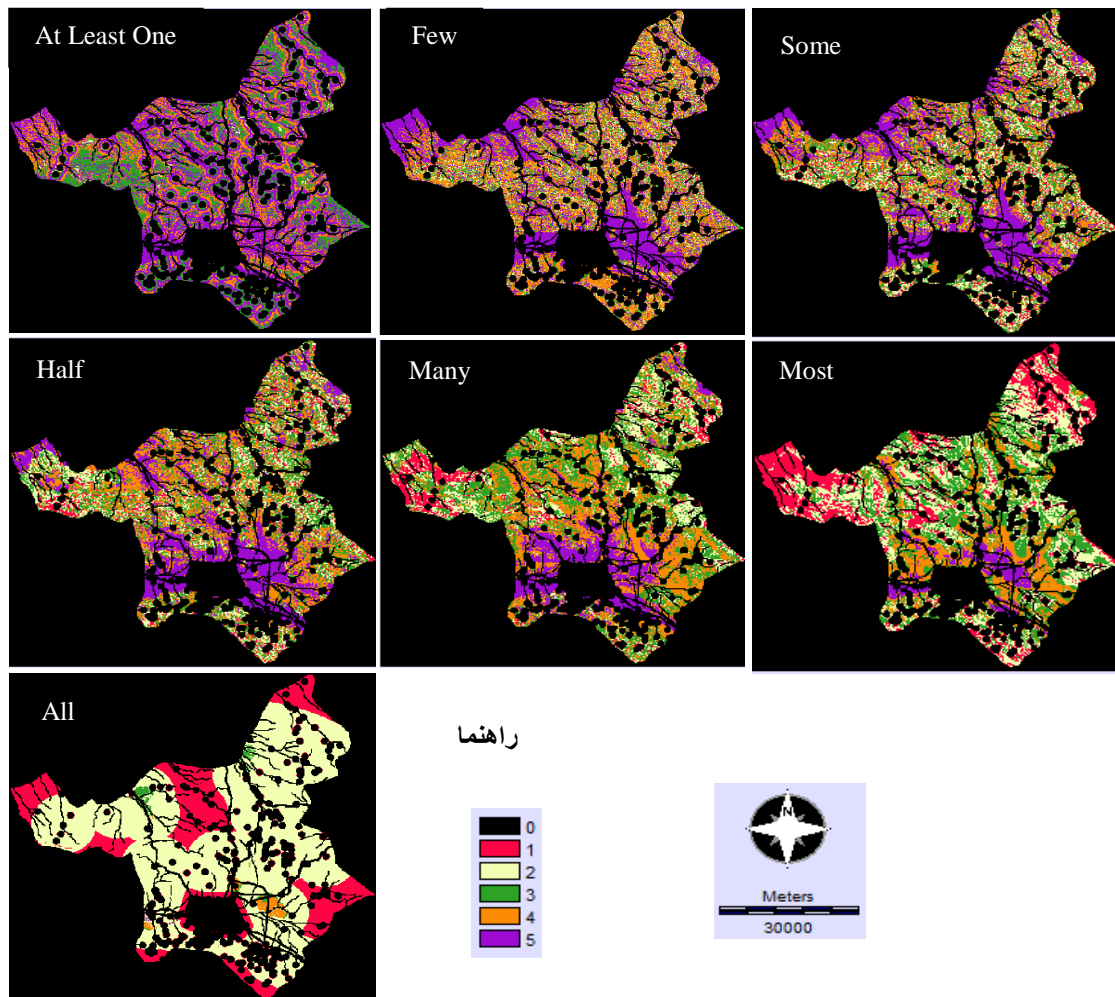 At Least One
Few
Some
Half
Many
Most
All
راهنما
0
1
2
3
4
5
N
Meters
30000